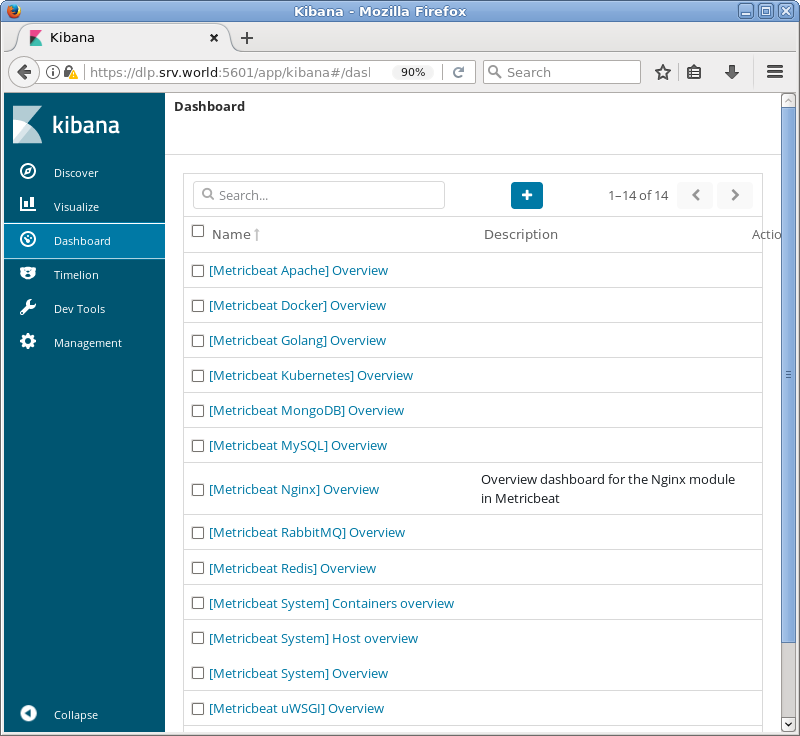 Kibana - Mozilla Firefox
Kibana
https://dlp.srv.world:5601/app/kibana#/das
90%
Search
kibana
Discover
Visualize
Dashboard
Timelion
Dev Tools
Management
Collapse
Dashboard
Search...
1–14 of 14
Name
Description
Actio
[Metricbeat Apache] Overview
[Metricbeat Docker] Overview
[Metricbeat Golang] Overview
[Metricbeat Kubernetes] Overview
[Metricbeat MongoDB] Overview
[Metricbeat MySQL] Overview
[Metricbeat Nginx] Overview
Overview dashboard for the Nginx module
in Metricbeat
[Metricbeat RabbitMQ] Overview
[Metricbeat Redis] Overview
[Metricbeat System] Containers overview
[Metricbeat System] Host overview
[Metricbeat System] Overview
[Metricbeat uWSGI] Overview